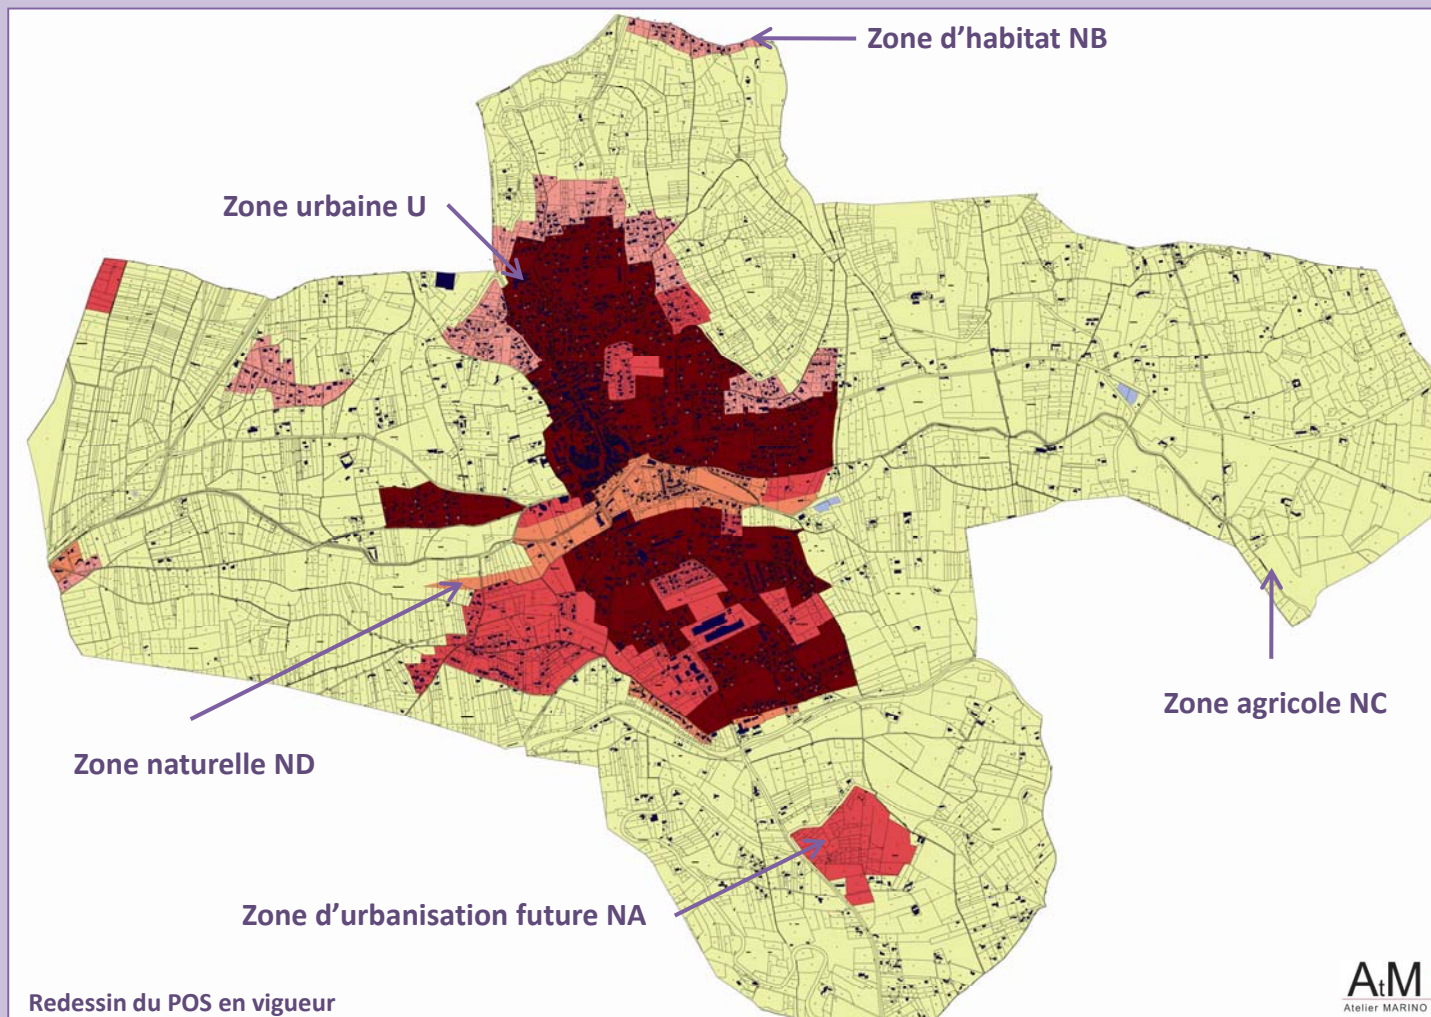 Zone d’habitat NB
Zone urbaine U
Zone agricole NC
Zone naturelle ND
Zone d’urbanisation future NA
Redessin du POS en vigueur
AtM
Atelier MARINO